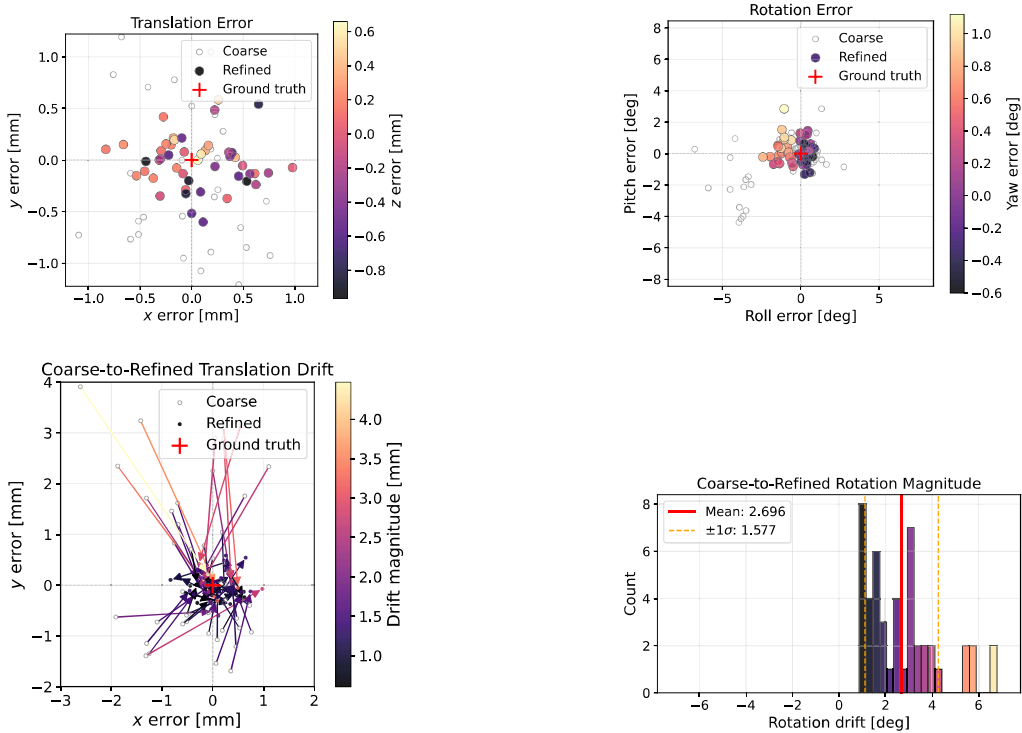 Translation Error
1.0
0.5
0.0
−0.5
−1.0
y error [mm]
−1.0
−0.5
0.0
0.5
1.0
x error [mm]
Coarse
Refined
Ground truth
0.6
0.4
0.2
0.0
−0.2
−0.4
−0.6
−0.8
z error [mm]
Rotation Error
8
6
4
2
0
−2
−4
−6
−8
Pitch error [deg]
−5
0
5
Roll error [deg]
Coarse
Refined
Ground truth
1.0
0.8
0.6
0.4
0.2
0.0
−0.2
−0.4
−0.6
Yaw error [deg]
Coarse-to-Refined Translation Drift
4
3
2
1
0
−1
−2
y error [mm]
−3
−2
−1
0
1
2
x error [mm]
Coarse
Refined
Ground truth
4.0
3.5
3.0
2.5
2.0
1.5
1.0
Drift magnitude [mm]
Coarse-to-Refined Rotation Magnitude
Mean: 2.696
±1σ: 1.577
8
6
4
2
0
Count
−6
−4
−2
0
2
4
6
Rotation drift [deg]